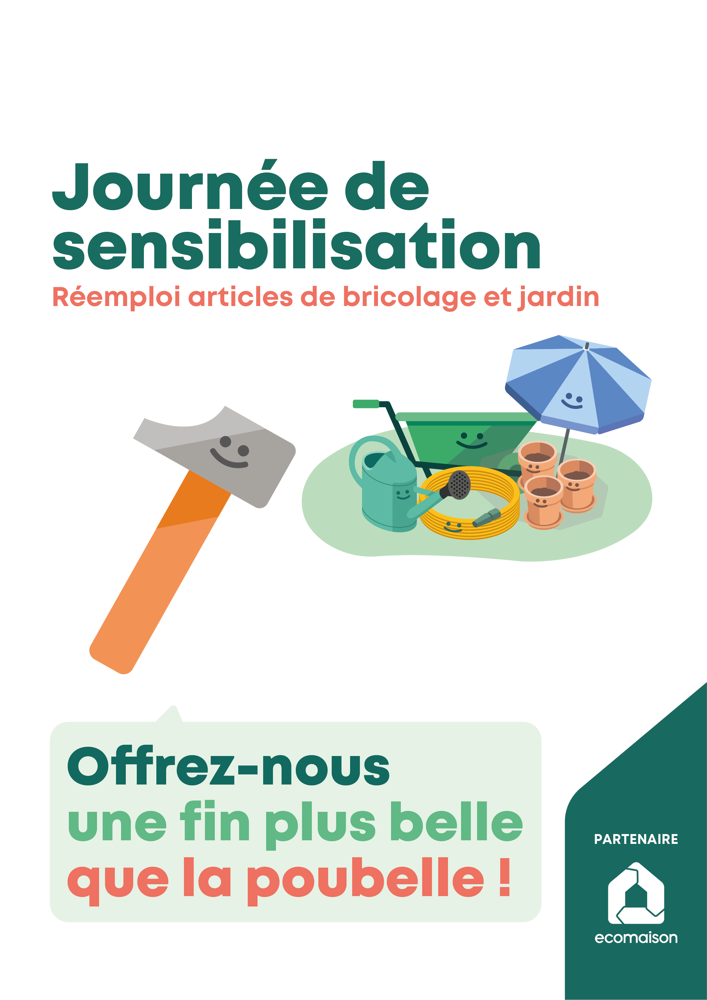 Journée de
sensibilisation
Réemploi articles de bricolage et jardin
Offrez-nous
une fin plus belle
que la poubelle !
PARTENAIRE
ecomaison